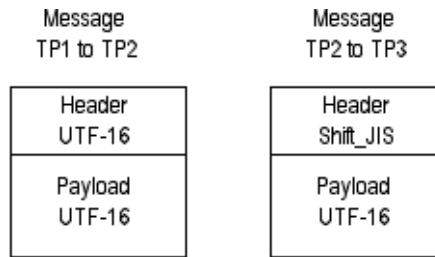 Message
TP1 to TP2
Header
UTF-16
Payload
UTF-16
Message
TP2 to TP3
Header
Shift_JIS
Payload
UTF-16